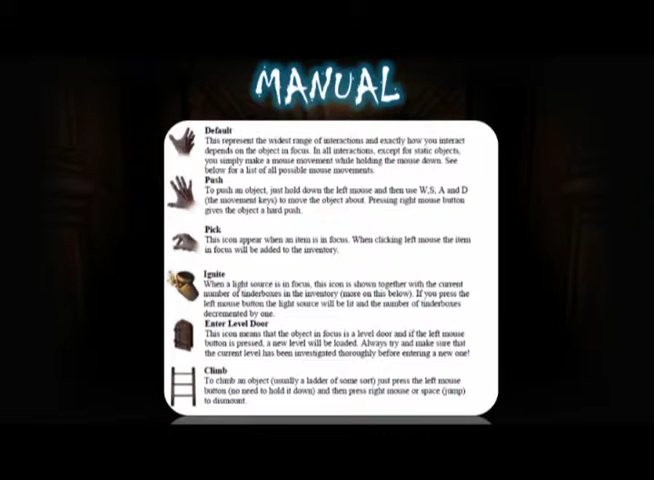 MANUAL
Default
This represent the widest range of interactions and exactly how you interact
depends on the object in focus. In all interactions, except for static objects,
you simply make a mouse movement while holding the mouse down. See
below for a list of all possible mouse movements.
Push
To push an object, just hold down the left mouse and then use W,S, A and D
(the movement keys) to move the object about. Pressing right mouse button
gives the object a hard push.
Pick
This icon appear when an item is in focus. When clicking left mouse the item
in focus will be added to the inventory.
Ignite
When a light source is in focus, this icon is shown together with the current
number of tinderboxes in the inventory (more on this below). If you press the
left mouse button the light source will be lit and the number of tinderboxes
decremented by one.
Enter Level Door
This icon means that the object in focus is a level door and if the left mouse
button is pressed, a new level will be loaded. Always try and make sure that
the current level has been investigated thoroughly before entering a new one!
Climb
To climb an object (usually a ladder of some sort) just press the left mouse
button (no need to hold it down) and then press right mouse or space (jump)
to dismount.